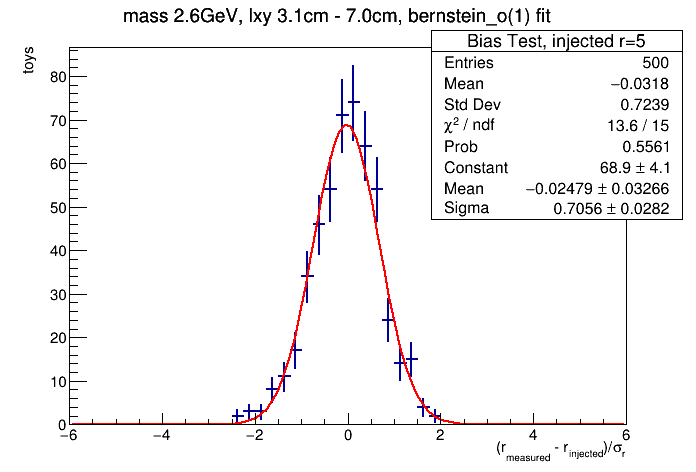 mass 2.6GeV, lxy 3.1cm - 7.0cm, bernstein_o(1) fit
Bias Test, injected r=5
Entries 500
Mean −0.0318
Std Dev 0.7239
χ² / ndf 13.6 / 15
Prob 0.5561
Constant 68.9 ± 4.1
Mean −0.02479 ± 0.03266
Sigma 0.7056 ± 0.0282
toys
80
70
60
50
40
30
20
10
0
−6 −4 −2 0 2 4 6
(r_measured - r_injected)/σ_r